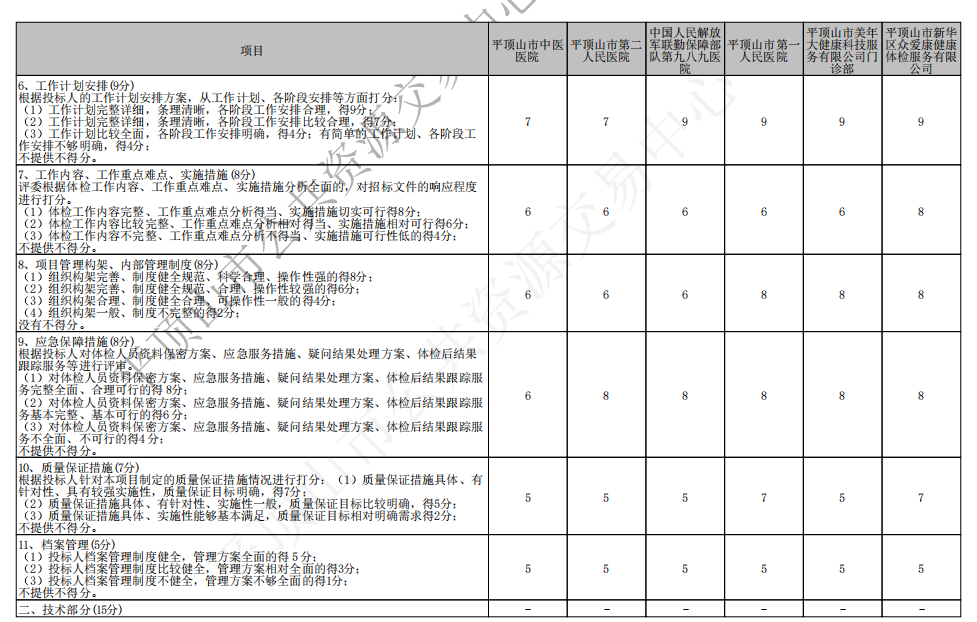 项目
平顶山市中医
医院
平顶山市第二
人民医院
中国人民解放
军联勤保障部
队第九八九医
院
平顶山市第一
人民医院
平顶山市美年
大健康科技服
务有限公司门
诊部
平顶山市新华
区众爱康健康
体检服务有限
公司
6、工作计划安排(9分)
根据投标人的工作计划安排方案，从工作计划、各阶段安排等方面打分：
（1）工作计划完整详细，条理清晰，各阶段工作安排合理，得9分；
（2）工作计划完整详细，条理清晰，各阶段工作安排比较合理，得7分；
（3）工作计划比较全面，各阶段工作安排明确，得4分；有简单的工作计划、各阶段工
作安排不够明确，得4分；
不提供不得分。
7 7 9 9 9 9
7、工作内容、工作重点难点、实施措施(8分)
评委根据体检工作内容、工作重点难点、实施措施分析全面的，对招标文件的响应程度
进行打分。
（1）体检工作内容完整、工作重点难点分析得当、实施措施切实可行得8分；
（2）体检工作内容比较完整、工作重点难点分析相对得当、实施措施相对可行得6分；
（3）体检工作内容不完整、工作重点难点分析不得当、实施措施可行性低的得4分；
不提供不得分。
6 6 6 6 6 8
8、项目管理构架、内部管理制度(8分)
（1）组织构架完善、制度健全规范、科学合理、操作性强的得8分；
（2）组织构架完善、制度健全规范、合理、操作性较强的得6分；
（3）组织构架合理、制度健全合理、可操作性一般的得4分；
（4）组织构架一般、制度不完整的得2分；
没有不得分。
6 6 6 8 8 8
9、应急保障措施(8分)
根据投标人对体检人员资料保密方案、应急服务措施、疑问结果处理方案、体检后结果
跟踪服务等进行评审。
（1）对体检人员资料保密方案、应急服务措施、疑问结果处理方案、体检后结果跟踪服
务完整全面、合理可行的得 8分；
（2）对体检人员资料保密方案、应急服务措施、疑问结果处理方案、体检后结果跟踪服
务基本完整、基本可行的得6 分；
（3）对体检人员资料保密方案、应急服务措施、疑问结果处理方案、体检后结果跟踪服
务不全面、不可行的得4 分；
不提供不得分。
6 8 8 8 8 8
10、质量保证措施(7分)
根据投标人针对本项目制定的质量保证措施情况进行打分：（1）质量保证措施具体、有
针对性、具有较强实施性，质量保证目标明确，得7分；
（2）质量保证措施具体、有针对性、实施性一般，质量保证目标比较明确，得5分；
（3）质量保证措施具体、实施性能够基本满足，质量保证目标相对明确需求得2分；
不提供不得分。
5 5 5 7 5 7
11、档案管理(5分)
（1）投标人档案管理制度健全，管理方案全面的得 5 分；
（2）投标人档案管理制度比较健全，管理方案相对全面的得3分；
（3）投标人档案管理制度不健全，管理方案不够全面的得1分；
不提供不得分。
5 5 5 5 5 5
二、技术部分(15分)
- - - - - -
平顶山市公共资源交易中心
平顶山市公共资源交易中心